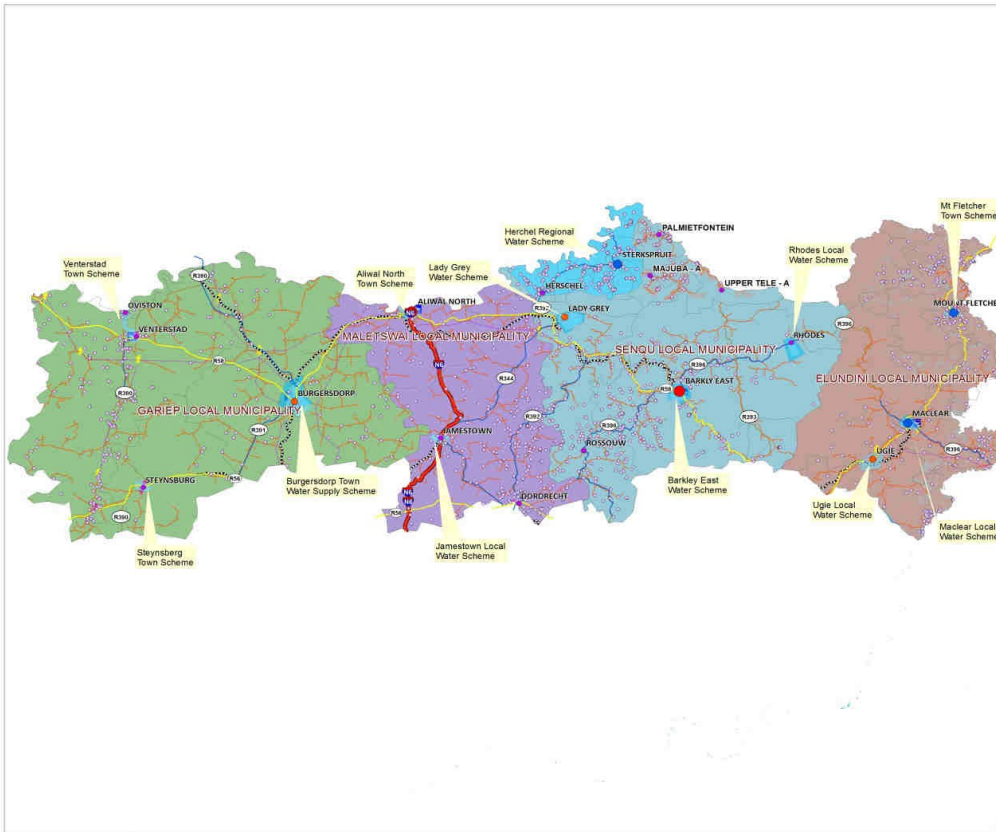 Mt Fletcher
Town Scheme
Herchel Regional
Water Scheme
PALMIETFONTEIN
Rhodes Local
Water Scheme
STERKSPRUIT
Venterstad
Town Scheme
Aliwal North
Town Scheme
Lady Grey
Water Scheme
MAJUBA - A
R390
HERSCHEL
UPPER TELE - A
OVISTON
ALIWAL NORTH
N6
R392
LADY GREY
MOUNT FLETCHE
VENTERSTAD
MALETSWAI LOCAL MUNICIPALITY
RHODES
R396
SENQU LOCAL MUNICIPALITY
R58
N6
R396
R390
R344
BARKLY EAST
R58
ELUNDINI LOCAL MUNICIPALITY
BURGERSDORP
GARIEP LOCAL MUNICIPALITY
R392
R393
MACLEAR
R391
R396
JAMESTOWN
R396
ROSSOUW
UGIE
R56
STEYNSBURG
Burgersdorp Town
Water Supply Scheme
Barkley East
Water Scheme
N6
N6
DORDRECHT
R56
R390
Ugie Local
Water Scheme
Maclear Local
Water Scheme
Steynsberg
Town Scheme
Jamestown Local
Water Scheme